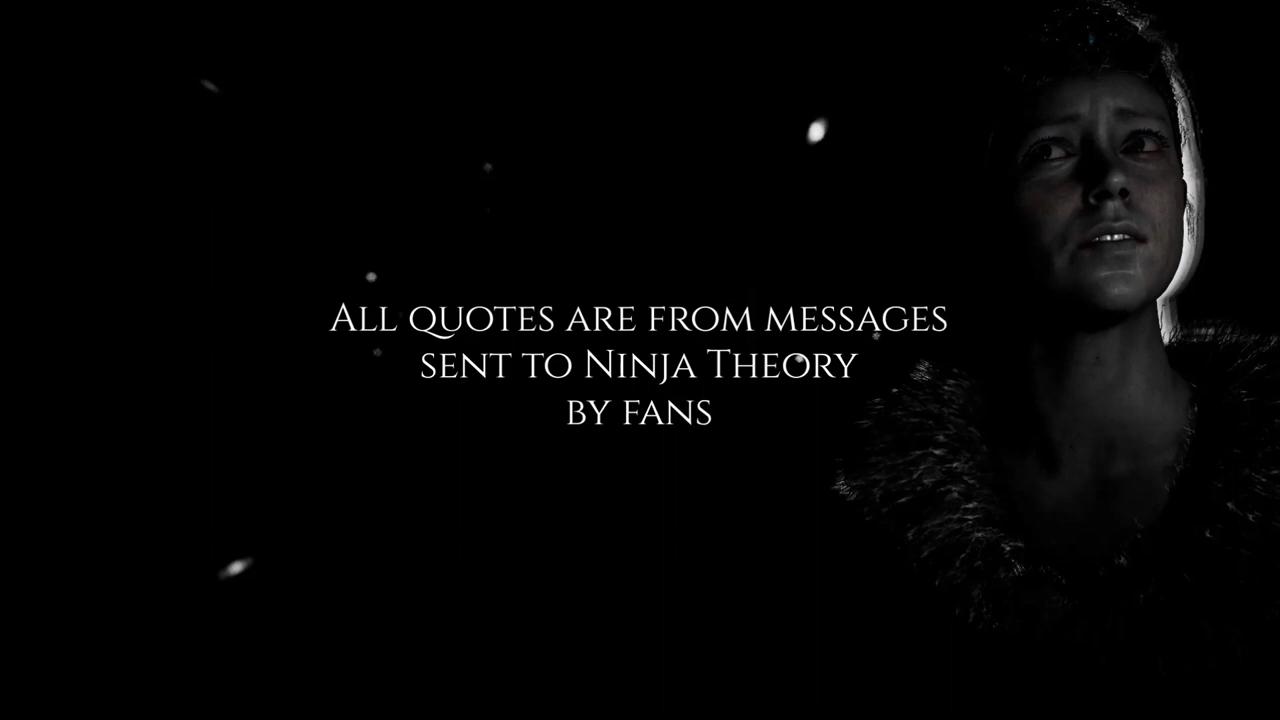 All quotes are from messages
sent to Ninja Theory
by fans